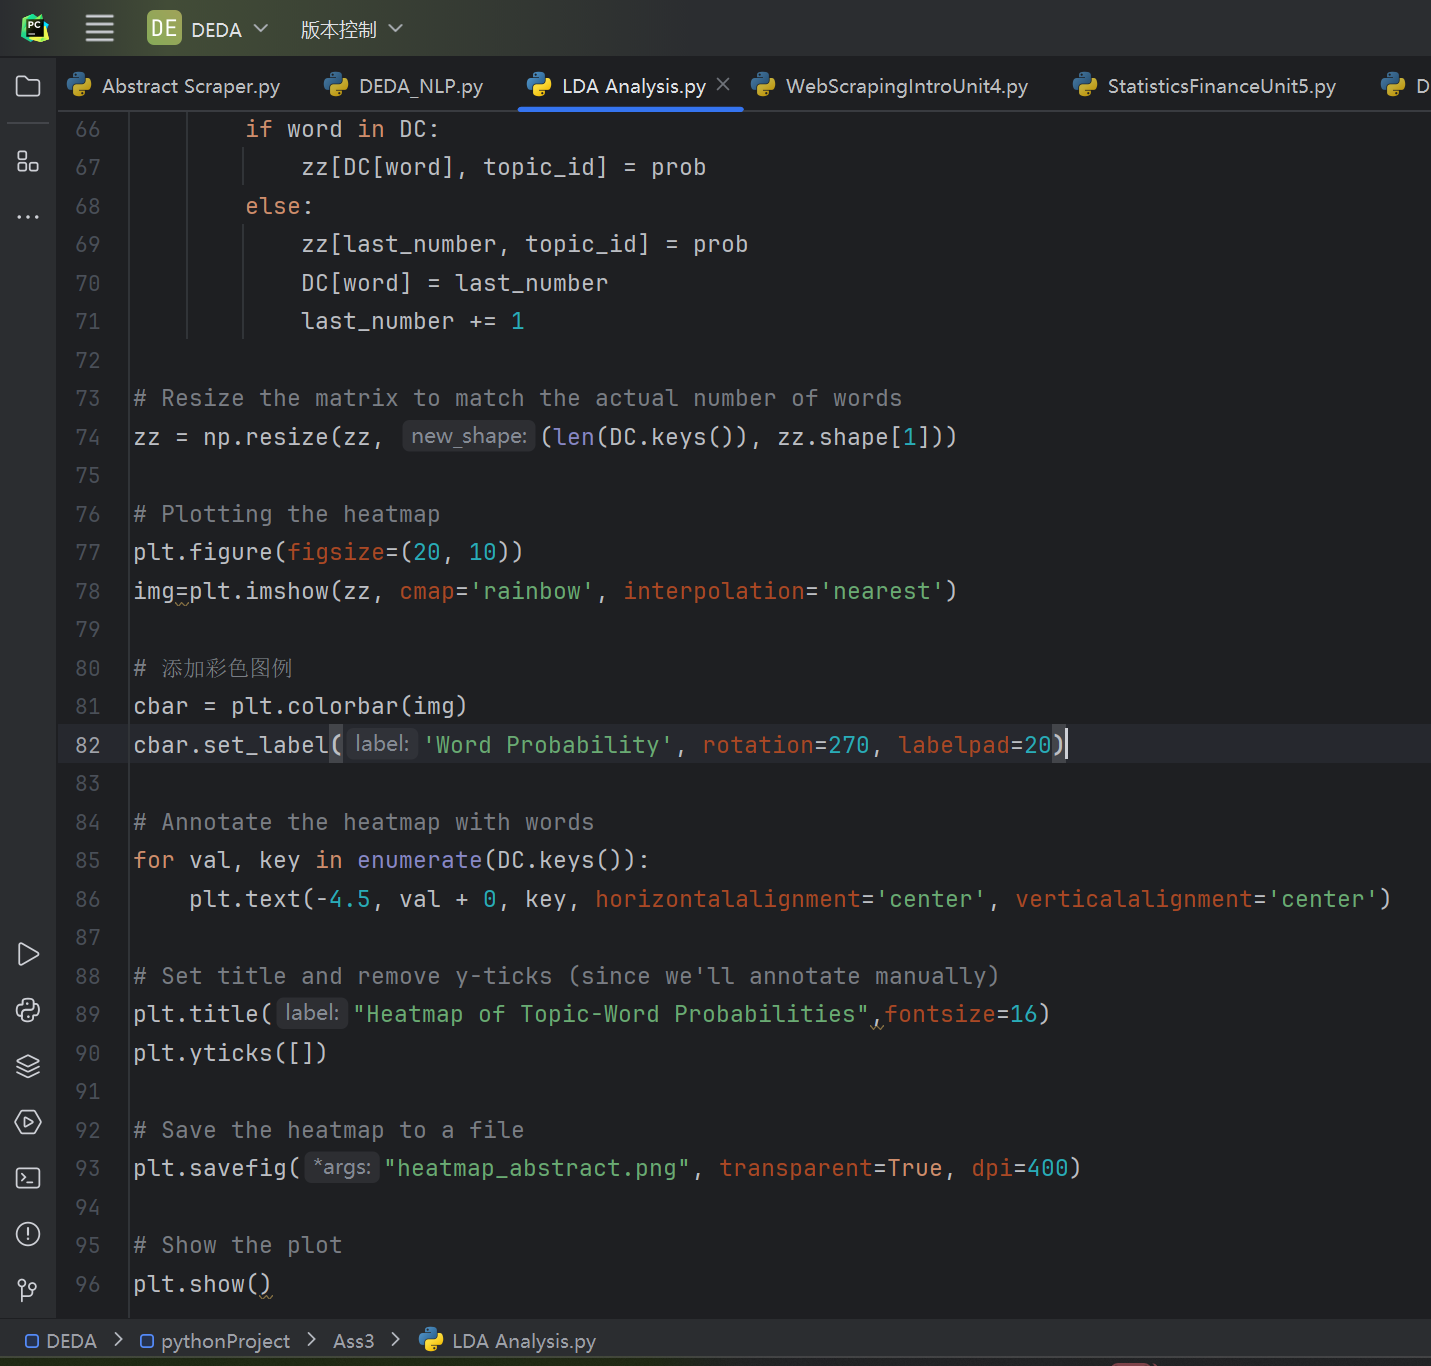 PC
DE DEDA 版本控制
Abstract Scraper.py DEDA_NLP.py LDA Analysis.py WebScrapingIntroUnit4.py StatisticsFinanceUnit5.py D
66 if word in DC:
67 zz[DC[word], topic_id] = prob
68 else:
69 zz[last_number, topic_id] = prob
70 DC[word] = last_number
71 last_number += 1
72
73 # Resize the matrix to match the actual number of words
74 zz = np.resize(zz, new_shape: (len(DC.keys()), zz.shape[1]))
75
76 # Plotting the heatmap
77 plt.figure(figsize=(20, 10))
78 img=plt.imshow(zz, cmap='rainbow', interpolation='nearest')
79
80 # 添加彩色图例
81 cbar = plt.colorbar(img)
82 cbar.set_label( label: 'Word Probability', rotation=270, labelpad=20)
83
84 # Annotate the heatmap with words
85 for val, key in enumerate(DC.keys()):
86 plt.text(-4.5, val + 0, key, horizontalalignment='center', verticalalignment='center')
87
88 # Set title and remove y-ticks (since we'll annotate manually)
89 plt.title( label: "Heatmap of Topic-Word Probabilities",fontsize=16)
90 plt.yticks([])
91
92 # Save the heatmap to a file
93 plt.savefig( *args: "heatmap_abstract.png", transparent=True, dpi=400)
94
95 # Show the plot
96 plt.show()
DEDA > pythonProject > Ass3 > LDA Analysis.py